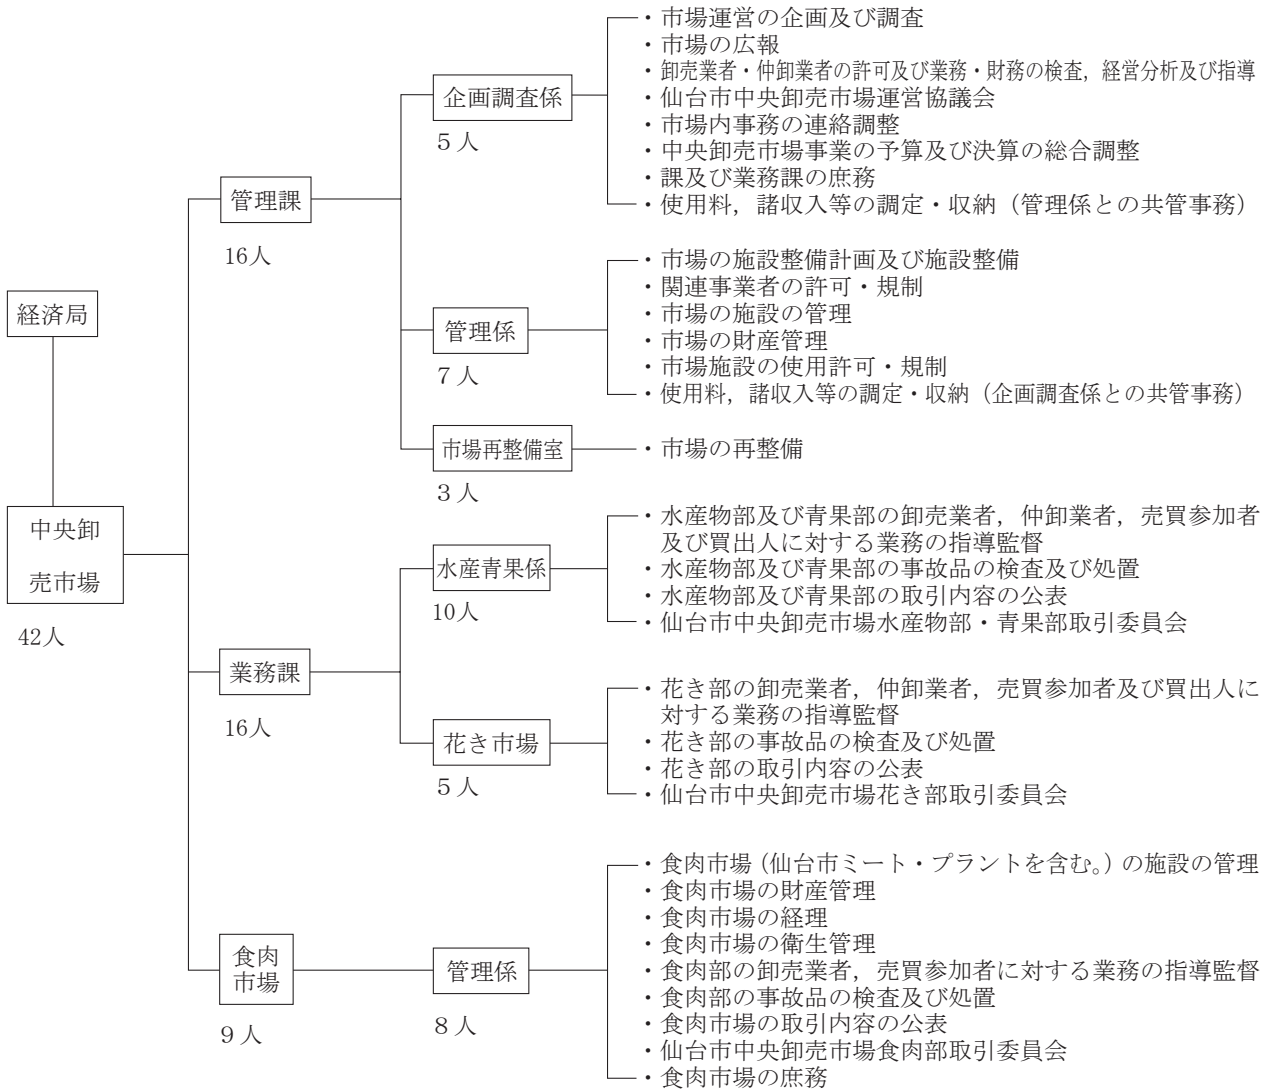 経済局
中央卸
売市場
42人
管理課
16人
企画調査係
5人
・市場運営の企画及び調査
・市場の広報
・卸売業者・仲卸業者の許可及び業務・財務の検査，経営分析及び指導
・仙台市中央卸売市場運営協議会
・市場内事務の連絡調整
・中央卸売市場事業の予算及び決算の総合調整
・課及び業務課の庶務
・使用料，諸収入等の調定・収納（管理係との共管事務）
管理係
7人
・市場の施設整備計画及び施設整備
・関連事業者の許可・規制
・市場の施設の管理
・市場の財産管理
・市場施設の使用許可・規制
・使用料，諸収入等の調定・収納（企画調査係との共管事務）
市場再整備室
3人
・市場の再整備
業務課
16人
水産青果係
10人
・水産物部及び青果部の卸売業者，仲卸業者，売買参加者
及び買出人に対する業務の指導監督
・水産物部及び青果部の事故品の検査及び処置
・水産物部及び青果部の取引内容の公表
・仙台市中央卸売市場水産物部・青果部取引委員会
花き市場
5人
・花き部の卸売業者，仲卸業者，売買参加者及び買出人に
対する業務の指導監督
・花き部の事故品の検査及び処置
・花き部の取引内容の公表
・仙台市中央卸売市場花き部取引委員会
食肉
市場
9人
管理係
8人
・食肉市場（仙台市ミート・プラントを含む。）の施設の管理
・食肉市場の財産管理
・食肉市場の経理
・食肉市場の衛生管理
・食肉部の卸売業者，売買参加者に対する業務の指導監督
・食肉部の事故品の検査及び処置
・食肉市場の取引内容の公表
・仙台市中央卸売市場食肉部取引委員会
・食肉市場の庶務